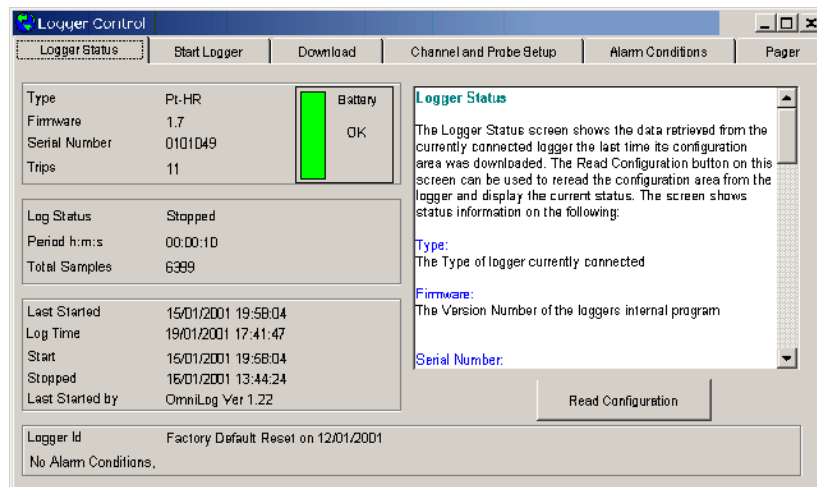 Logger Control
Logger Status Start Logger Download Channel and Probe Setup Alarm Conditions Pager
Type Pt-HR
Firmware 1.7
Serial Number 0101049
Trips 11
Battery
OK
Log Status Stopped
Period h:m:s 00:00:10
Total Samples 6399
Last Started 15/01/2001 19:58:04
Log Time 19/01/2001 17:41:47
Start 15/01/2001 19:58:04
Stopped 16/01/2001 13:44:24
Last Started by OmniLog Ver 1.22
Logger Status
The Logger Status screen shows the data retrieved from the
currently connected logger the last time its configuration
area was downloaded. The Read Configuration button on this
screen can be used to reread the configuration area from the
logger and display the current status. The screen shows
status information on the following:
Type:
The Type of logger currently connected
Firmware:
The Version Number of the loggers internal program
Serial Number:
Read Configuration
Logger Id Factory Default Reset on 12/01/2001
No Alarm Conditions,